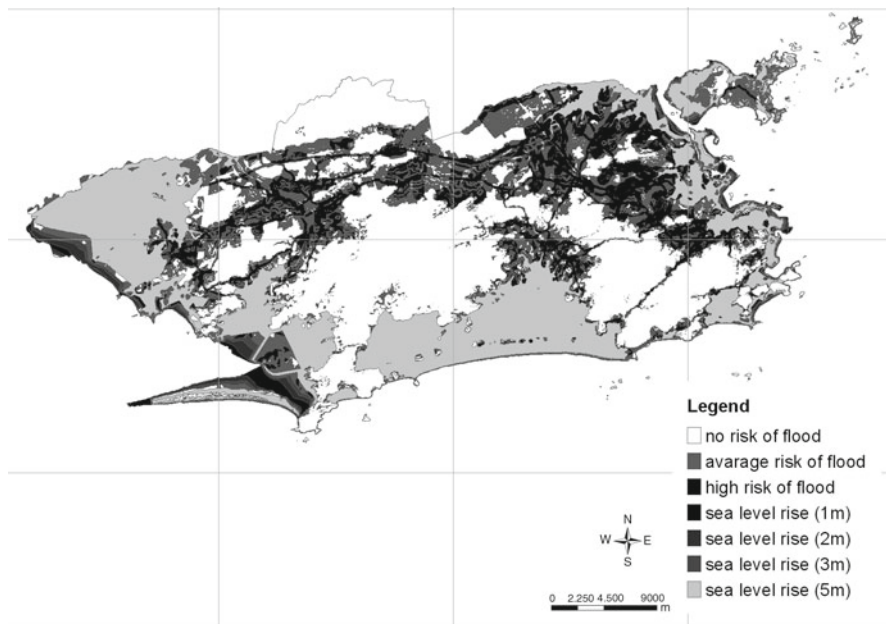 Legend
no risk of flood
avarage risk of flood
high risk of flood
sea level rise (1m)
sea level rise (2m)
sea level rise (3m)
sea level rise (5m)
N
W E
S
0 2.250 4.500 9000
m